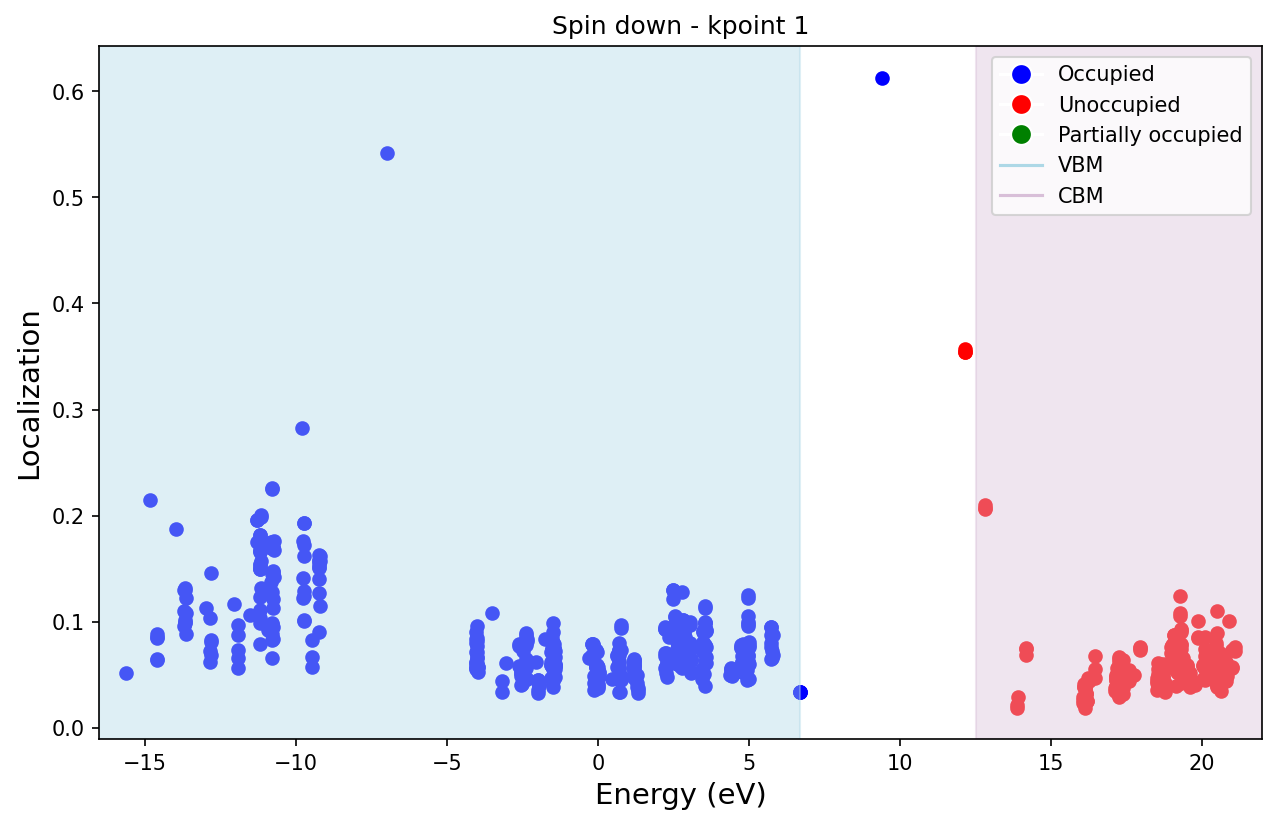 Spin down - kpoint 1
Localization
0.6
0.5
0.4
0.3
0.2
0.1
0.0
Occupied
Unoccupied
Partially occupied
VBM
CBM
−15
−10
−5
0
5
10
15
20
Energy (eV)